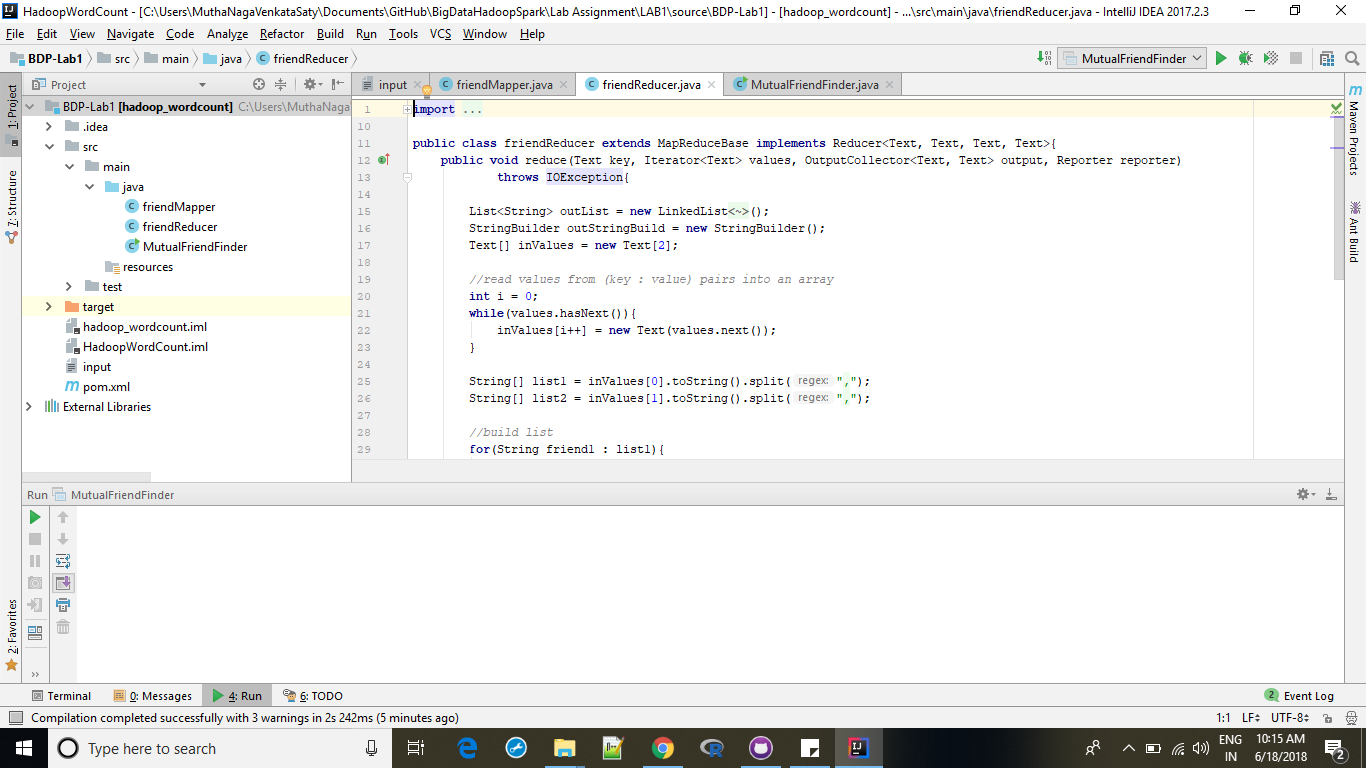 HadoopWordCount - [C:\Users\MuthaNagaVenkataSaty\Documents\GitHub\BigDataHadoopSpark\Lab Assignment\LAB1\source\BDP-Lab1] - [hadoop_wordcount] - ...\src\main\java\friendReducer.java - IntelliJ IDEA 2017.2.3
File Edit View Navigate Code Analyze Refactor Build Run Tools VCS Window Help
BDP-Lab1 src main java friendReducer MutualFriendFinder
Project input friendMapper.java friendReducer.java MutualFriendFinder.java
1: Project
7: Structure
2: Favorites
BDP-Lab1 [hadoop_wordcount] C:\Users\MuthaNaga
.idea
src
main
java
friendMapper
friendReducer
MutualFriendFinder
resources
test
target
hadoop_wordcount.iml
HadoopWordCount.iml
input
pom.xml
External Libraries
1 import ...
10
11 public class friendReducer extends MapReduceBase implements Reducer<Text, Text, Text, Text>{
12 public void reduce(Text key, Iterator<Text> values, OutputCollector<Text, Text> output, Reporter reporter)
13 throws IOException{
14
15 List<String> outList = new LinkedList<~>();
16 StringBuilder outStringBuild = new StringBuilder();
17 Text[] inValues = new Text[2];
18
19 //read values from (key : value) pairs into an array
20 int i = 0;
21 while(values.hasNext()){
22 inValues[i++] = new Text(values.next());
23 }
24
25 String[] list1 = inValues[0].toString().split( regex: ",");
26 String[] list2 = inValues[1].toString().split( regex: ",");
27
28 //build list
29 for(String friend1 : list1){
Maven Projects
Ant Build
Run MutualFriendFinder
Terminal 0: Messages 4: Run 6: TODO 2 Event Log
Compilation completed successfully with 3 warnings in 2s 242ms (5 minutes ago) 1:1 LF UTF-8
Type here to search
ENG
IN
10:15 AM
6/18/2018
2